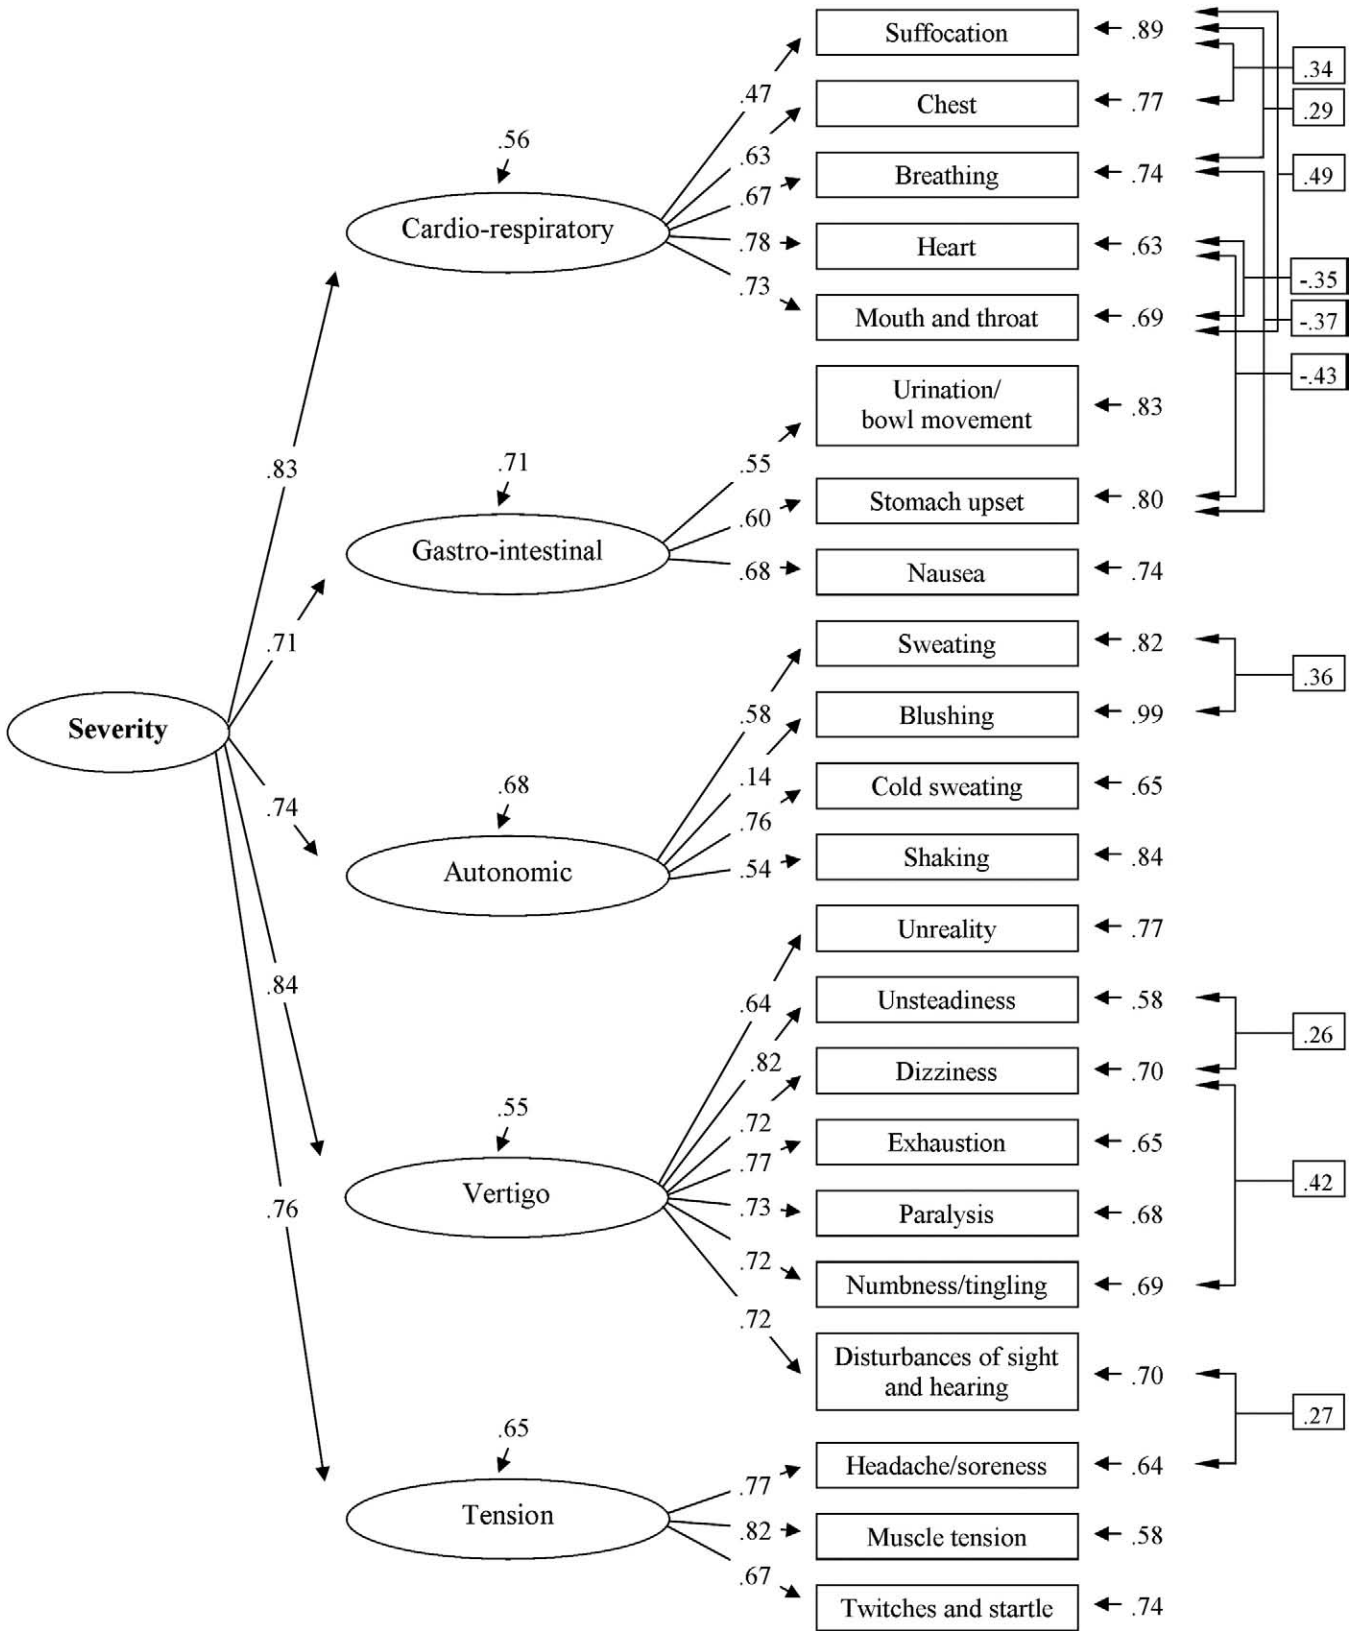 Suffocation
.89
.34
.47
Chest
.77
.29
.56
.63
Breathing
.74
.49
.67
Cardio-respiratory
.78
Heart
.63
-.35
.73
Mouth and throat
.69
-.37
-.43
Urination/
bowl movement
.83
.83
.71
.55
Stomach upset
.80
.60
Gastro-intestinal
.68
Nausea
.74
.71
Sweating
.82
.36
.58
Blushing
.99
Severity
.14
.74
.68
Cold sweating
.65
.76
Shaking
.84
Autonomic
.54
Unreality
.77
.84
.64
Unsteadiness
.58
.26
.82
Dizziness
.70
.55
.72
Exhaustion
.65
.77
.42
Vertigo
.73
Paralysis
.68
.76
.72
Numbness/tingling
.69
.72
Disturbances of sight
and hearing
.70
.27
.65
Headache/soreness
.64
.77
Tension
.82
Muscle tension
.58
.67
Twitches and startle
.74